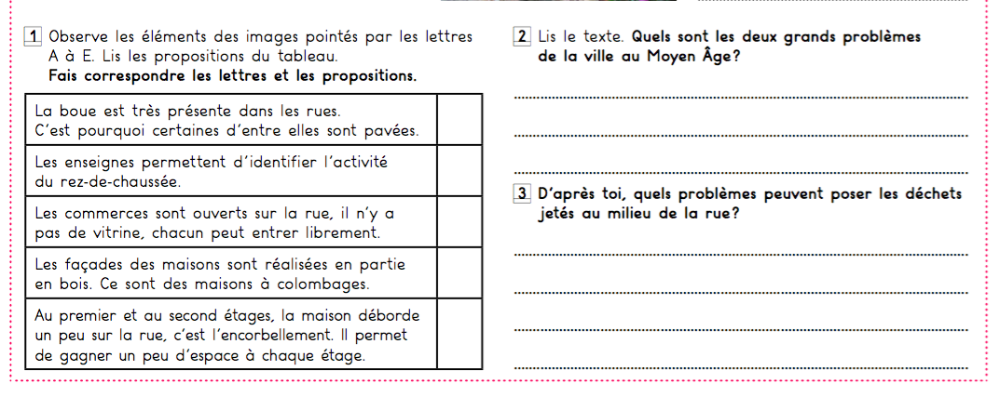 1 Observe les éléments des images pointés par les lettres
A à E. Lis les propositions du tableau.
Fais correspondre les lettres et les propositions.
La boue est très présente dans les rues.
C'est pourquoi certaines d'entre elles sont pavées.
Les enseignes permettent d'identifier l'activité
du rez-de-chaussée.
Les commerces sont ouverts sur la rue, il n'y a
pas de vitrine, chacun peut entrer librement.
Les façades des maisons sont réalisées en partie
en bois. Ce sont des maisons à colombages.
Au premier et au second étages, la maison déborde
un peu sur la rue, c'est l'encorbellement. Il permet
de gagner un peu d'espace à chaque étage.
2 Lis le texte. Quels sont les deux grands problèmes
de la ville au Moyen Âge?
3 D'après toi, quels problèmes peuvent poser les déchets
jetés au milieu de la rue?